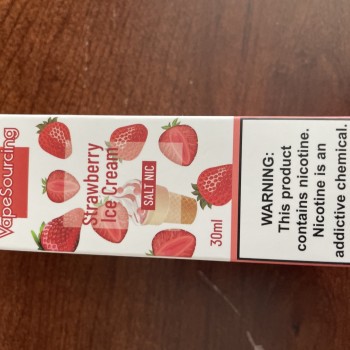 VapeSourcing
Strawberry
Ice Cream
SALT NIC
30ml
WARNING:
This product
contains nicotine.
Nicotine is an
addictive chemical.